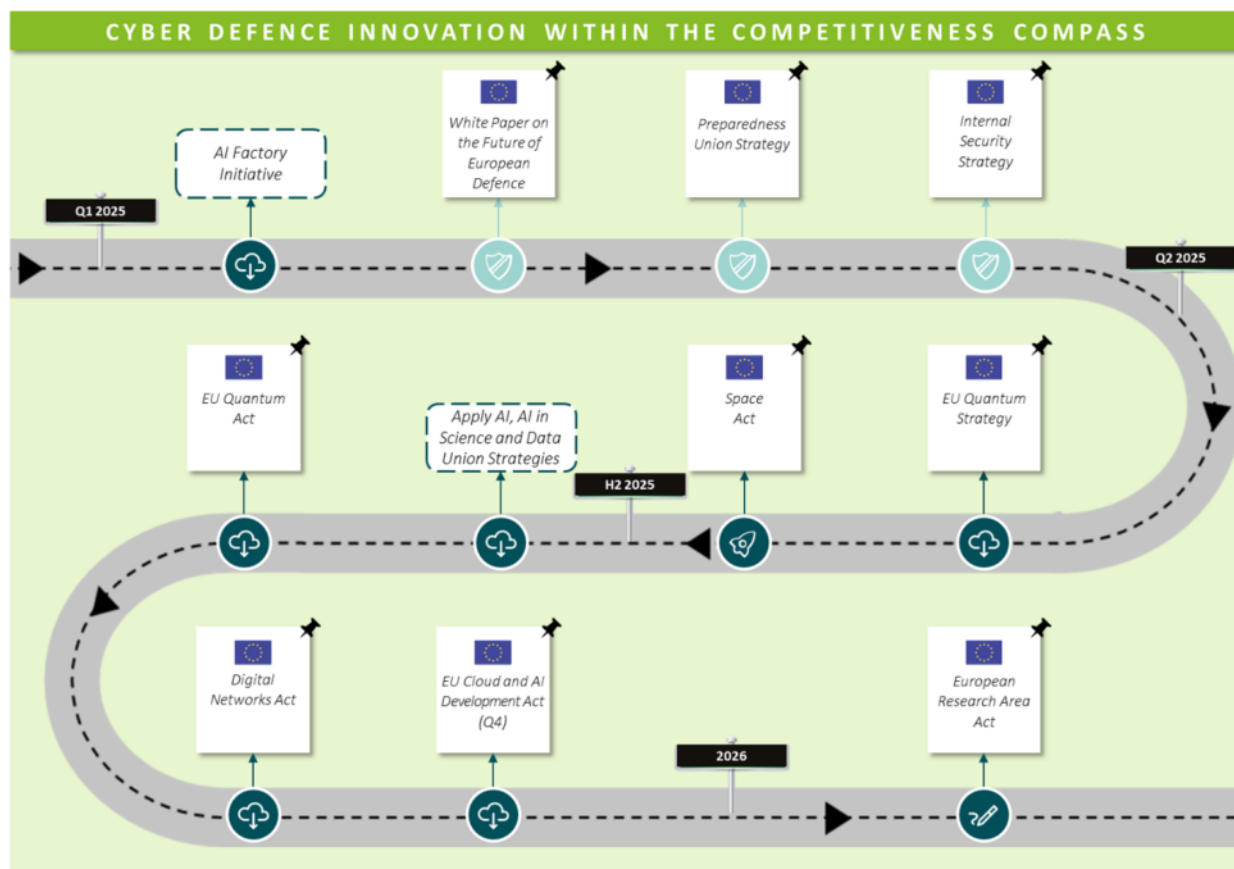 CYBER DEFENCE INNOVATION WITHIN THE COMPETITIVENESS COMPASS
Q1 2025
AI Factory
Initiative
White Paper on
the Future of
European
Defence
Preparedness
Union Strategy
Internal
Security
Strategy
Q2 2025
EU Quantum
Strategy
Space
Act
H2 2025
Apply AI, AI in
Science and Data
Union Strategies
EU Quantum
Act
Digital
Networks Act
EU Cloud and AI
Development Act
(Q4)
2026
European
Research Area
Act